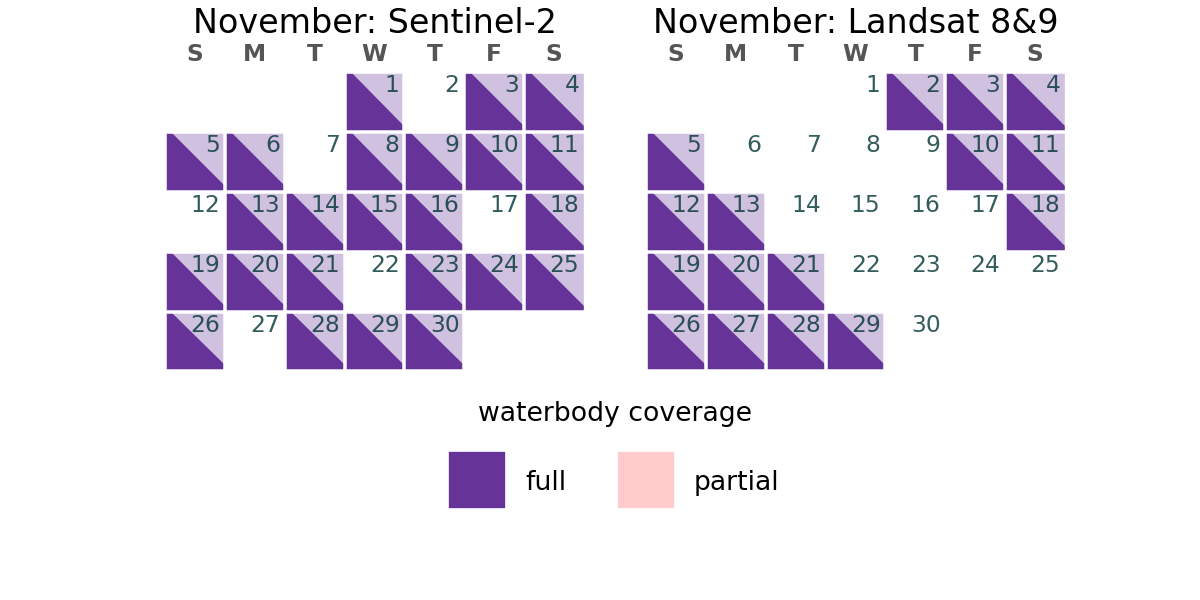 November: Sentinel-2
S M T W T F S
1 2 3 4
5 6 7 8 9 10 11
12 13 14 15 16 17 18
19 20 21 22 23 24 25
26 27 28 29 30
November: Landsat 8&9
S M T W T F S
1 2 3 4
5 6 7 8 9 10 11
12 13 14 15 16 17 18
19 20 21 22 23 24 25
26 27 28 29 30
waterbody coverage
full partial